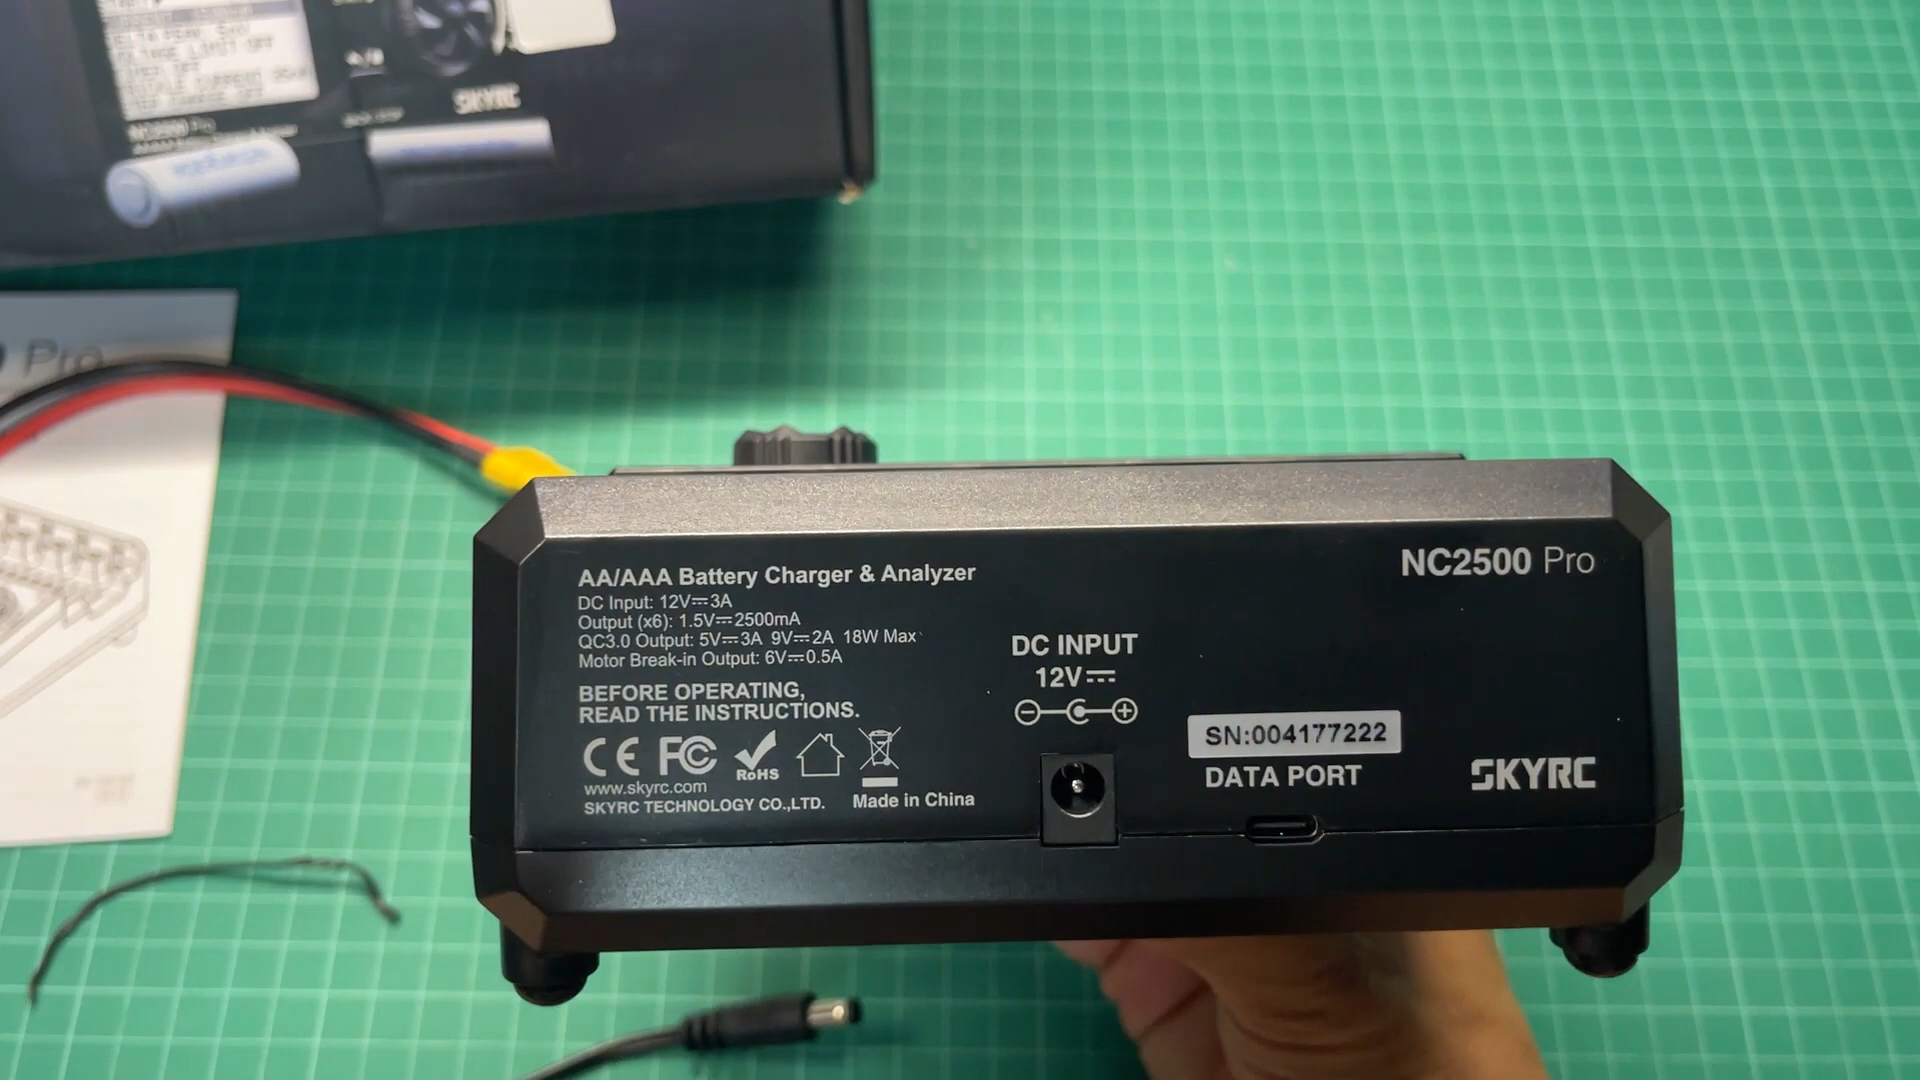 SKYRC
NC2500 Pro
Pro
AA/AAA Battery Charger & Analyzer
DC Input: 12V⎓3A
Output (x6): 1.5V⎓2500mA
QC3.0 Output: 5V⎓3A 9V⎓2A 18W Max
Motor Break-in Output: 6V⎓0.5A
BEFORE OPERATING,
READ THE INSTRUCTIONS.
CE FC RoHS
www.skyrc.com
SKYRC TECHNOLOGY CO.,LTD. Made in China
DC INPUT
12V⎓
NC2500 Pro
SN:004177222
DATA PORT
SKYRC